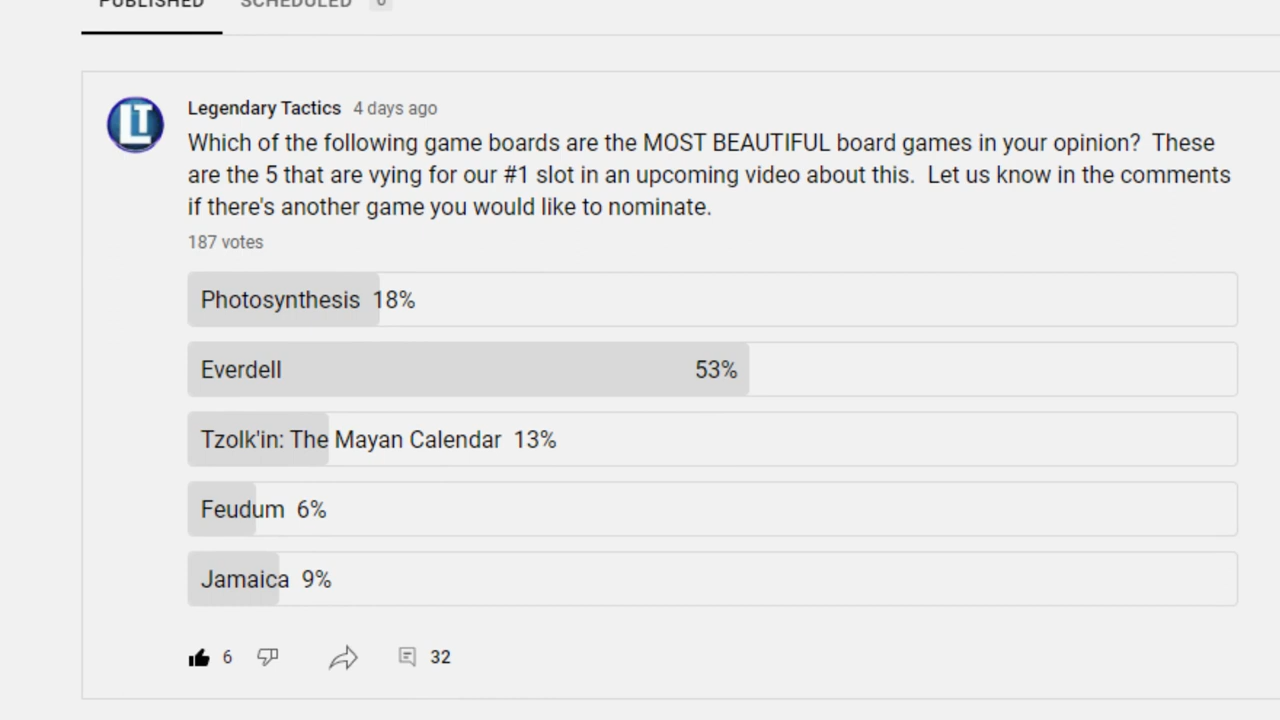 PUBLISHED SCHEDULED 0
LT
Legendary Tactics 4 days ago
Which of the following game boards are the MOST BEAUTIFUL board games in your opinion? These
are the 5 that are vying for our #1 slot in an upcoming video about this. Let us know in the comments
if there's another game you would like to nominate.
187 votes
Photosynthesis 18%
Everdell 53%
Tzolk'in: The Mayan Calendar 13%
Feudum 6%
Jamaica 9%
6 32